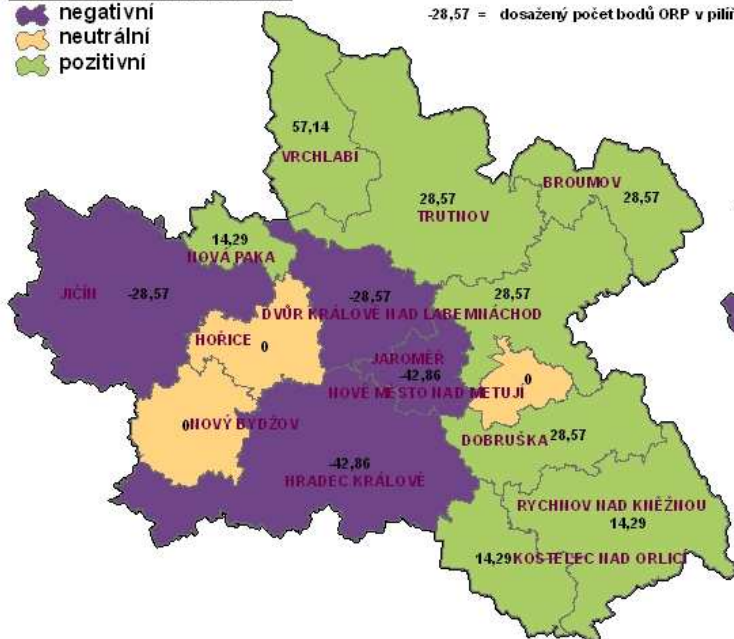 negativní
neutrální
pozitivní
-28,57 = dosažený počet bodů ORP v pilíř
57,14
VRCHLABÍ
BROUMOV
28,57
28,57
TRUTNOV
14,29
NOVÁ PAKA
JIČÍN -28,57
-28,57
28,57
DVŮR KRÁLOVÉ NAD LABEM
NÁCHOD
HOŘICE
0
JAROMĚR
-42,86
0
NOVÉ MĚSTO NAD METUJÍ
0
NOVÝ BYDŽOV
DOBRUŠKA
28,57
-42,86
HRADEC KRÁLOVÉ
RYCHNOV NAD KNĚŽNOU
14,29
14,29
KOSTELEC NAD ORLICÍ